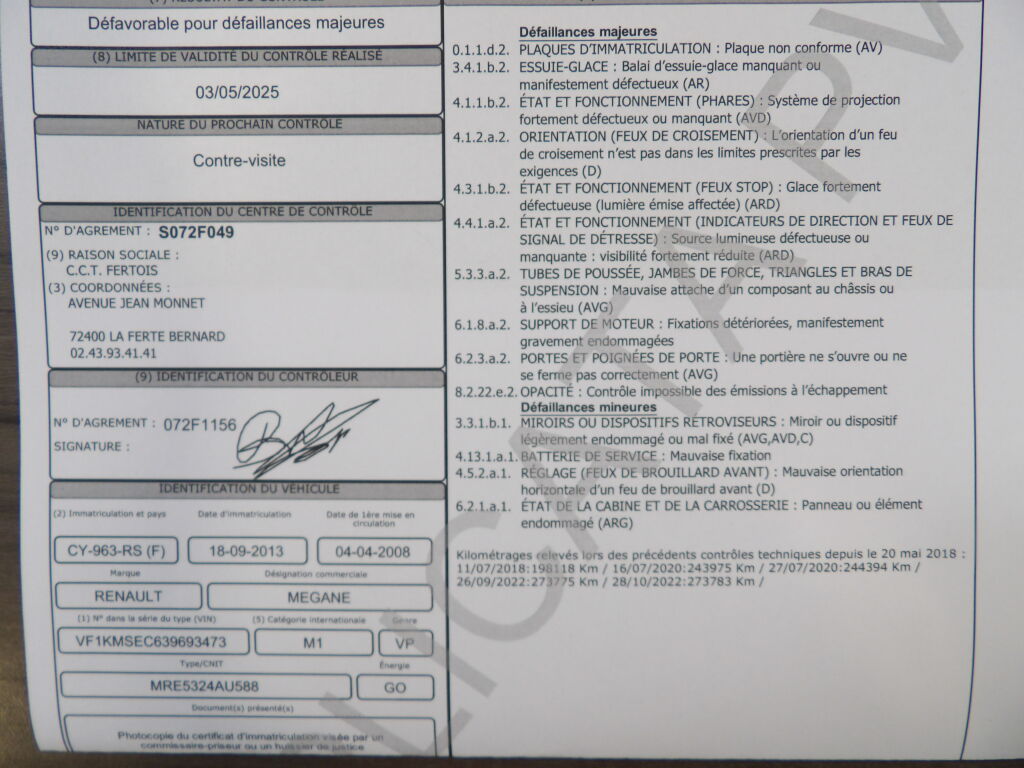 Défavorable pour défaillances majeures
(8) LIMITE DE VALIDITÉ DU CONTRÔLE RÉALISÉ
03/05/2025
NATURE DU PROCHAIN CONTRÔLE
Contre-visite
IDENTIFICATION DU CENTRE DE CONTRÔLE
N° D'AGREMENT : S072F049
(9) RAISON SOCIALE :
C.C.T. FERTOIS
(3) COORDONNÉES :
AVENUE JEAN MONNET
72400 LA FERTE BERNARD
02.43.93.41.41
(9) IDENTIFICATION DU CONTRÔLEUR
N° D'AGREMENT : 072F1156
SIGNATURE :
IDENTIFICATION DU VÉHICULE
(2) Immatriculation et pays Date d'immatriculation Date de 1ère mise en circulation
CY-963-RS (F) 18-09-2013 04-04-2008
Marque Désignation commerciale
RENAULT MEGANE
(1) N° dans la série du type (VIN) (5) Catégorie internationale Genre
VF1KMSEC639693473 M1 VP
Type/CNIT Énergie
MRE5324AU588 GO
Document(s) présenté(s)
Photocopie du certificat d'immatriculation visée par un
commissaire-priseur ou un huissier de justice
Défaillances majeures
0.1.1.d.2. PLAQUES D'IMMATRICULATION : Plaque non conforme (AV)
3.4.1.b.2. ESSUIE-GLACE : Balai d'essuie-glace manquant ou
manifestement défectueux (AR)
4.1.1.b.2. ÉTAT ET FONCTIONNEMENT (PHARES) : Système de projection
fortement défectueux ou manquant (AVD)
4.1.2.a.2. ORIENTATION (FEUX DE CROISEMENT) : L'orientation d'un feu
de croisement n'est pas dans les limites prescrites par les
exigences (D)
4.3.1.b.2. ÉTAT ET FONCTIONNEMENT (FEUX STOP) : Glace fortement
défectueuse (lumière émise affectée) (ARD)
4.4.1.a.2. ÉTAT ET FONCTIONNEMENT (INDICATEURS DE DIRECTION ET FEUX DE
SIGNAL DE DÉTRESSE) : Source lumineuse défectueuse ou
manquante : visibilité fortement réduite (ARD)
5.3.3.a.2. TUBES DE POUSSÉE, JAMBES DE FORCE, TRIANGLES ET BRAS DE
SUSPENSION : Mauvaise attache d'un composant au châssis ou
à l'essieu (AVG)
6.1.8.a.2. SUPPORT DE MOTEUR : Fixations détériorées, manifestement
gravement endommagées
6.2.3.a.2. PORTES ET POIGNÉES DE PORTE : Une portière ne s'ouvre ou ne
se ferme pas correctement (AVG)
8.2.22.e.2. OPACITÉ : Contrôle impossible des émissions à l'échappement
Défaillances mineures
3.3.1.b.1. MIROIRS OU DISPOSITIFS RÉTROVISEURS : Miroir ou dispositif
légèrement endommagé ou mal fixé (AVG,AVD,C)
4.13.1.a.1. BATTERIE DE SERVICE : Mauvaise fixation
4.5.2.a.1. RÉGLAGE (FEUX DE BROUILLARD AVANT) : Mauvaise orientation
horizontale d'un feu de brouillard avant (D)
6.2.1.a.1. ÉTAT DE LA CABINE ET DE LA CARROSSERIE : Panneau ou élément
endommagé (ARG)
Kilométrages relevés lors des précédents contrôles techniques depuis le 20 mai 2018 :
11/07/2018:198118 Km / 16/07/2020:243975 Km / 27/07/2020:244394 Km /
26/09/2022:273775 Km / 28/10/2022:273783 Km /
LICATA PV